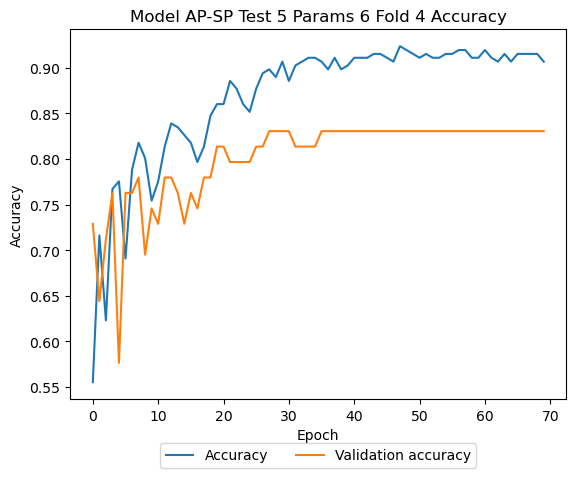 Model AP-SP Test 5 Params 6 Fold 4 Accuracy
0.90
0.85
0.80
0.75
0.70
0.65
0.60
0.55
Accuracy
0 10 20 30 40 50 60 70
Epoch
Accuracy Validation accuracy